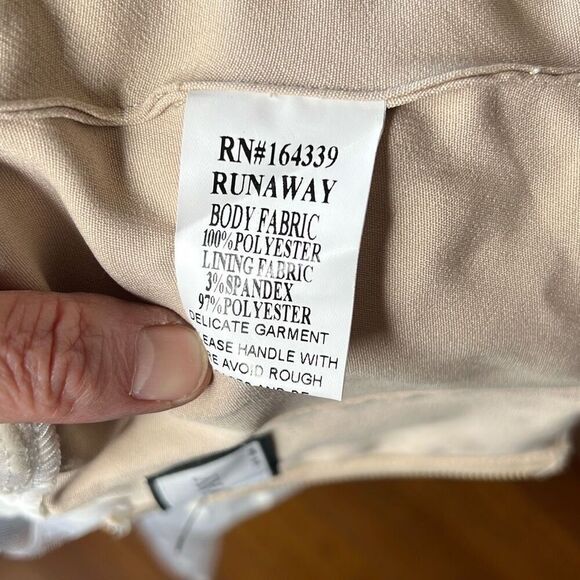 RN#164339
RUNAWAY
BODY FABRIC
100%POLYESTER
LINING FABRIC
3%SPANDEX
97%POLYESTER
DELICATE GARMENT
EASE HANDLE WITH
AVOID ROUGH